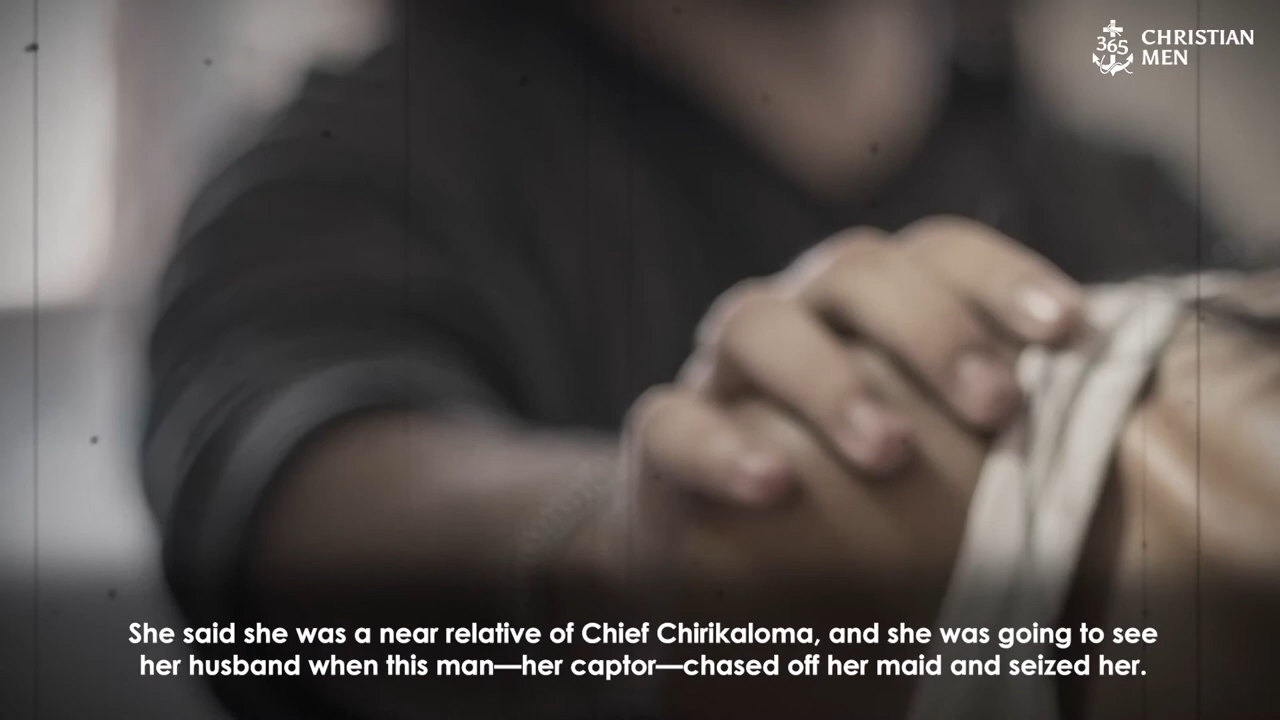 365
CHRISTIAN
MEN
She said she was a near relative of Chief Chirikaloma, and she was going to see
her husband when this man—her captor—chased off her maid and seized her.